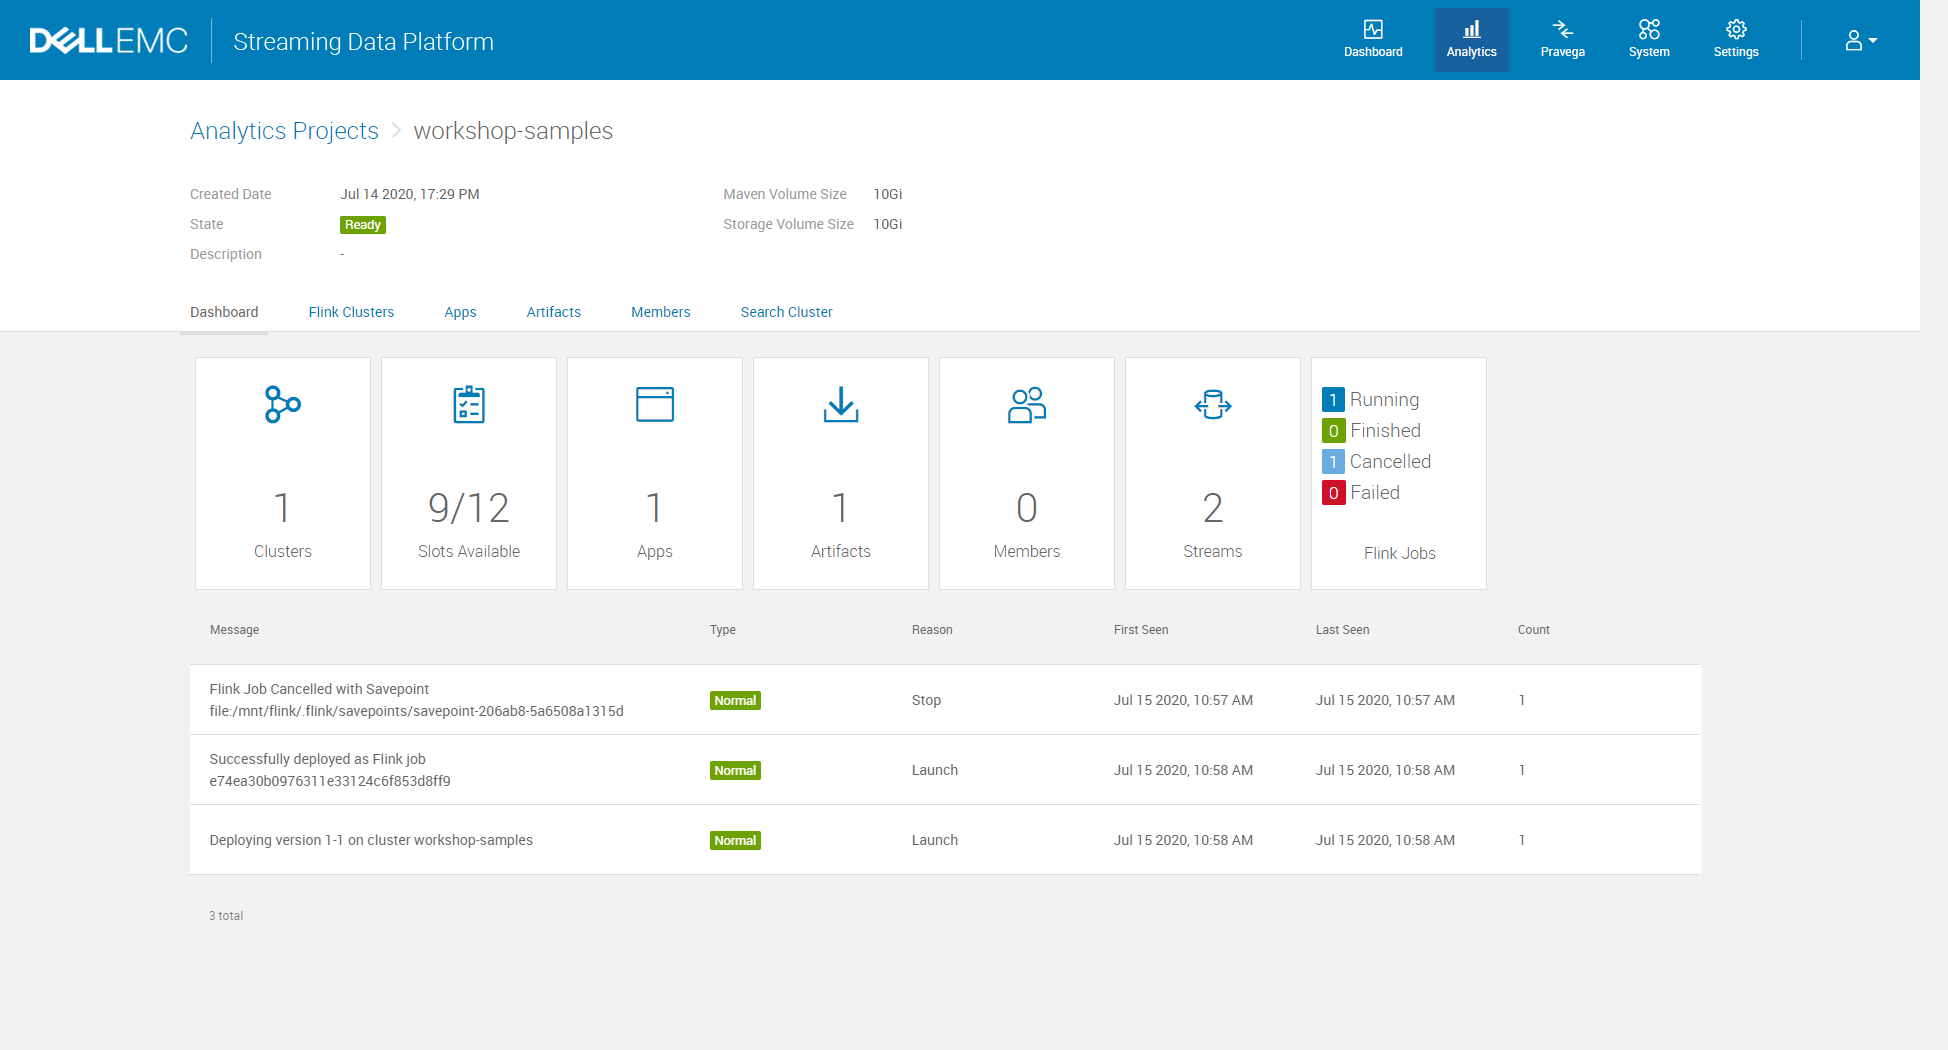 DELLEMC
Streaming Data Platform
Dashboard
Analytics
Pravega
System
Settings
Analytics Projects
workshop-samples
Created Date Jul 14 2020, 17:29 PM
Maven Volume Size 10Gi
State Ready
Storage Volume Size 10Gi
Description -
Dashboard Flink Clusters Apps Artifacts Members Search Cluster
1
Clusters
9/12
Slots Available
1
Apps
1
Artifacts
0
Members
2
Streams
1 Running
0 Finished
1 Cancelled
0 Failed
Flink Jobs
Message Type Reason First Seen Last Seen Count
Flink Job Cancelled with Savepoint
file:/mnt/flink/.flink/savepoints/savepoint-206ab8-5a6508a1315d
Normal Stop Jul 15 2020, 10:57 AM Jul 15 2020, 10:57 AM 1
Successfully deployed as Flink job
e74ea30b0976311e33124c6f853d8ff9
Normal Launch Jul 15 2020, 10:58 AM Jul 15 2020, 10:58 AM 1
Deploying version 1-1 on cluster workshop-samples Normal Launch Jul 15 2020, 10:58 AM Jul 15 2020, 10:58 AM 1
3 total